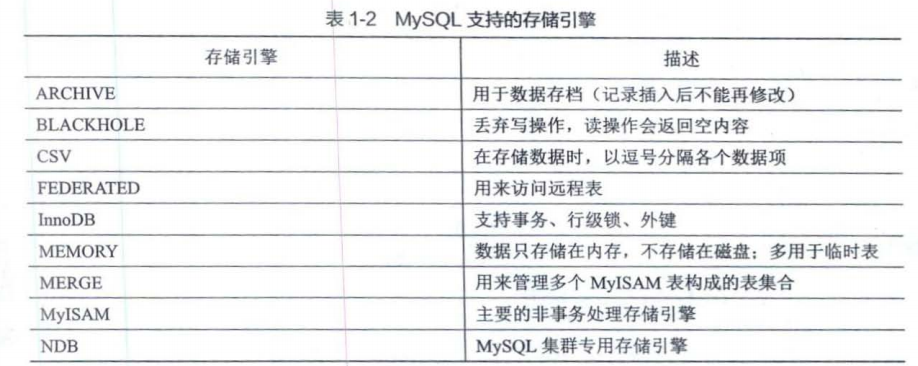 表 1-2 MySQL 支持的存储引擎
存储引擎 描述
ARCHIVE 用于数据存档（记录插入后不能再修改）
BLACKHOLE 丢弃写操作，读操作会返回空内容
CSV 在存储数据时，以逗号分隔各个数据项
FEDERATED 用来访问远程表
InnoDB 支持事务、行级锁、外键
MEMORY 数据只存储在内存，不存储在磁盘；多用于临时表
MERGE 用来管理多个 MyISAM 表构成的表集合
MyISAM 主要的非事务处理存储引擎
NDB MySQL 集群专用存储引擎